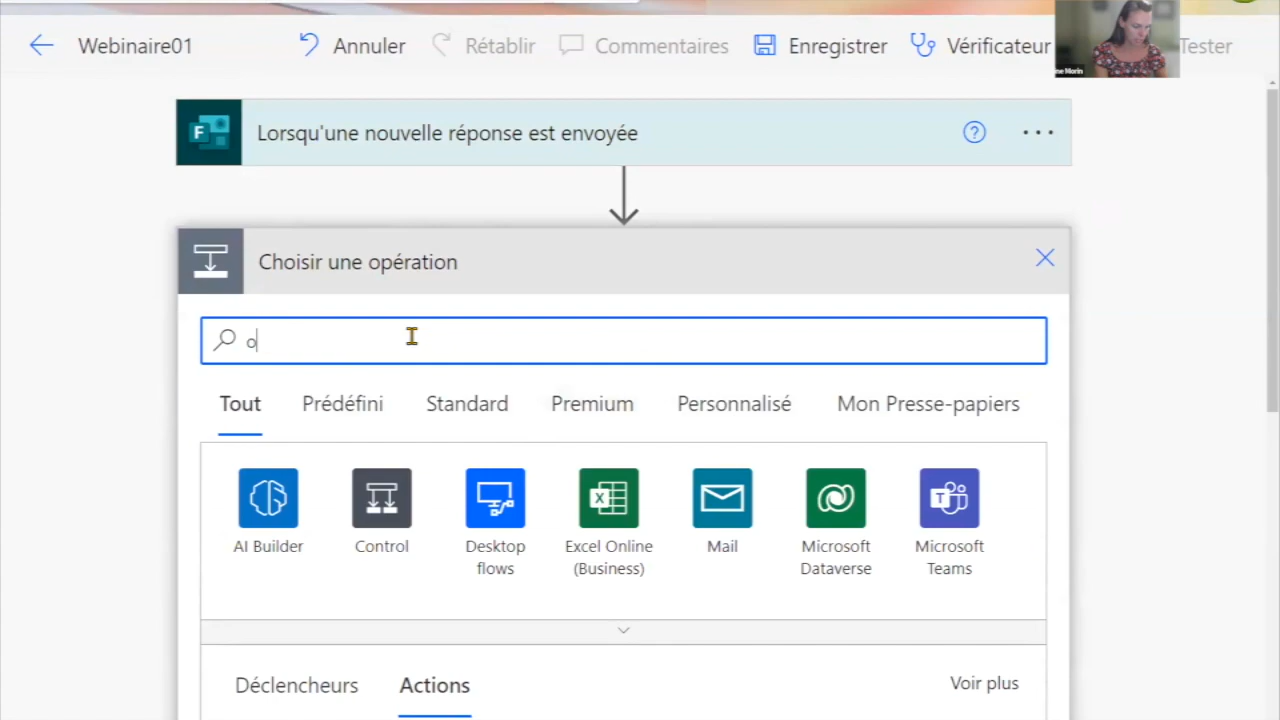 Webinaire01 Annuler Rétablir Commentaires Enregistrer Vérificateur Tester
ne Morin
F Lorsqu'une nouvelle réponse est envoyée ? ...
Choisir une opération
o
Tout Prédéfini Standard Premium Personnalisé Mon Presse-papiers
AI Builder
Control
Desktop
flows
Excel Online
(Business)
Mail
Microsoft
Dataverse
Microsoft
Teams
Déclencheurs Actions Voir plus